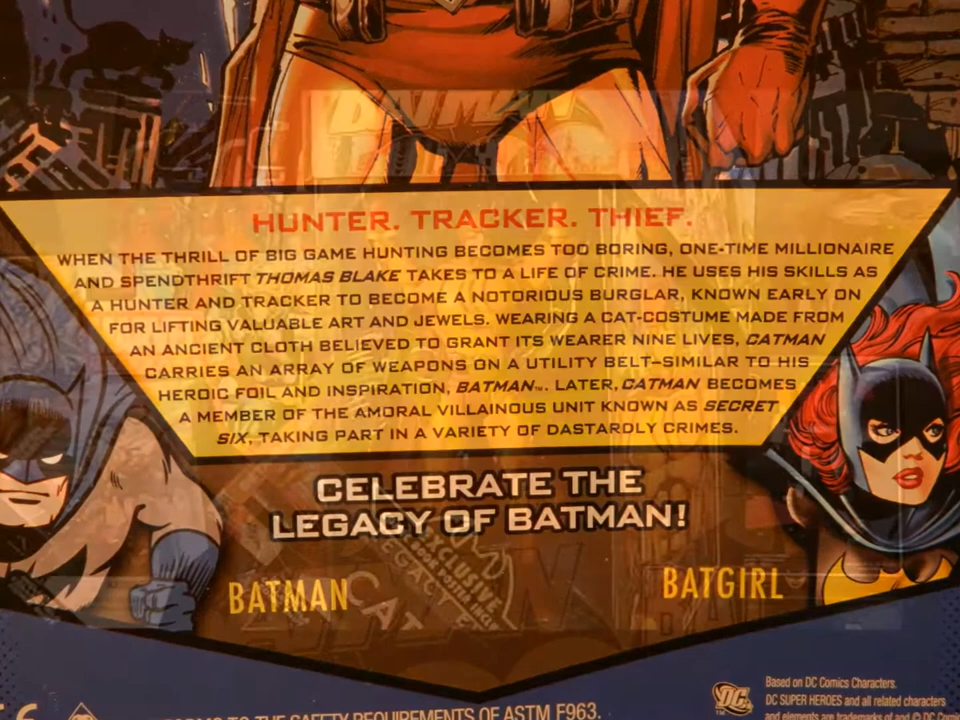 HUNTER. TRACKER. THIEF.
WHEN THE THRILL OF BIG GAME HUNTING BECOMES TOO BORING, ONE-TIME MILLIONAIRE
AND SPENDTHRIFT THOMAS BLAKE TAKES TO A LIFE OF CRIME. HE USES HIS SKILLS AS
A HUNTER AND TRACKER TO BECOME A NOTORIOUS BURGLAR, KNOWN EARLY ON
FOR LIFTING VALUABLE ART AND JEWELS. WEARING A CAT-COSTUME MADE FROM
AN ANCIENT CLOTH BELIEVED TO GRANT ITS WEARER NINE LIVES, CATMAN
CARRIES AN ARRAY OF WEAPONS ON A UTILITY BELT–SIMILAR TO HIS
HEROIC FOIL AND INSPIRATION, BATMAN™. LATER, CATMAN BECOMES
A MEMBER OF THE AMORAL VILLAINOUS UNIT KNOWN AS SECRET
SIX, TAKING PART IN A VARIETY OF DASTARDLY CRIMES.
CELEBRATE THE
LEGACY OF BATMAN!
BATMAN
BATGIRL
TO THE SAFETY REQUIREMENTS OF ASTM F963.
DC
Based on DC Comics Characters.
DC SUPER HEROES and all related characters
and elements are